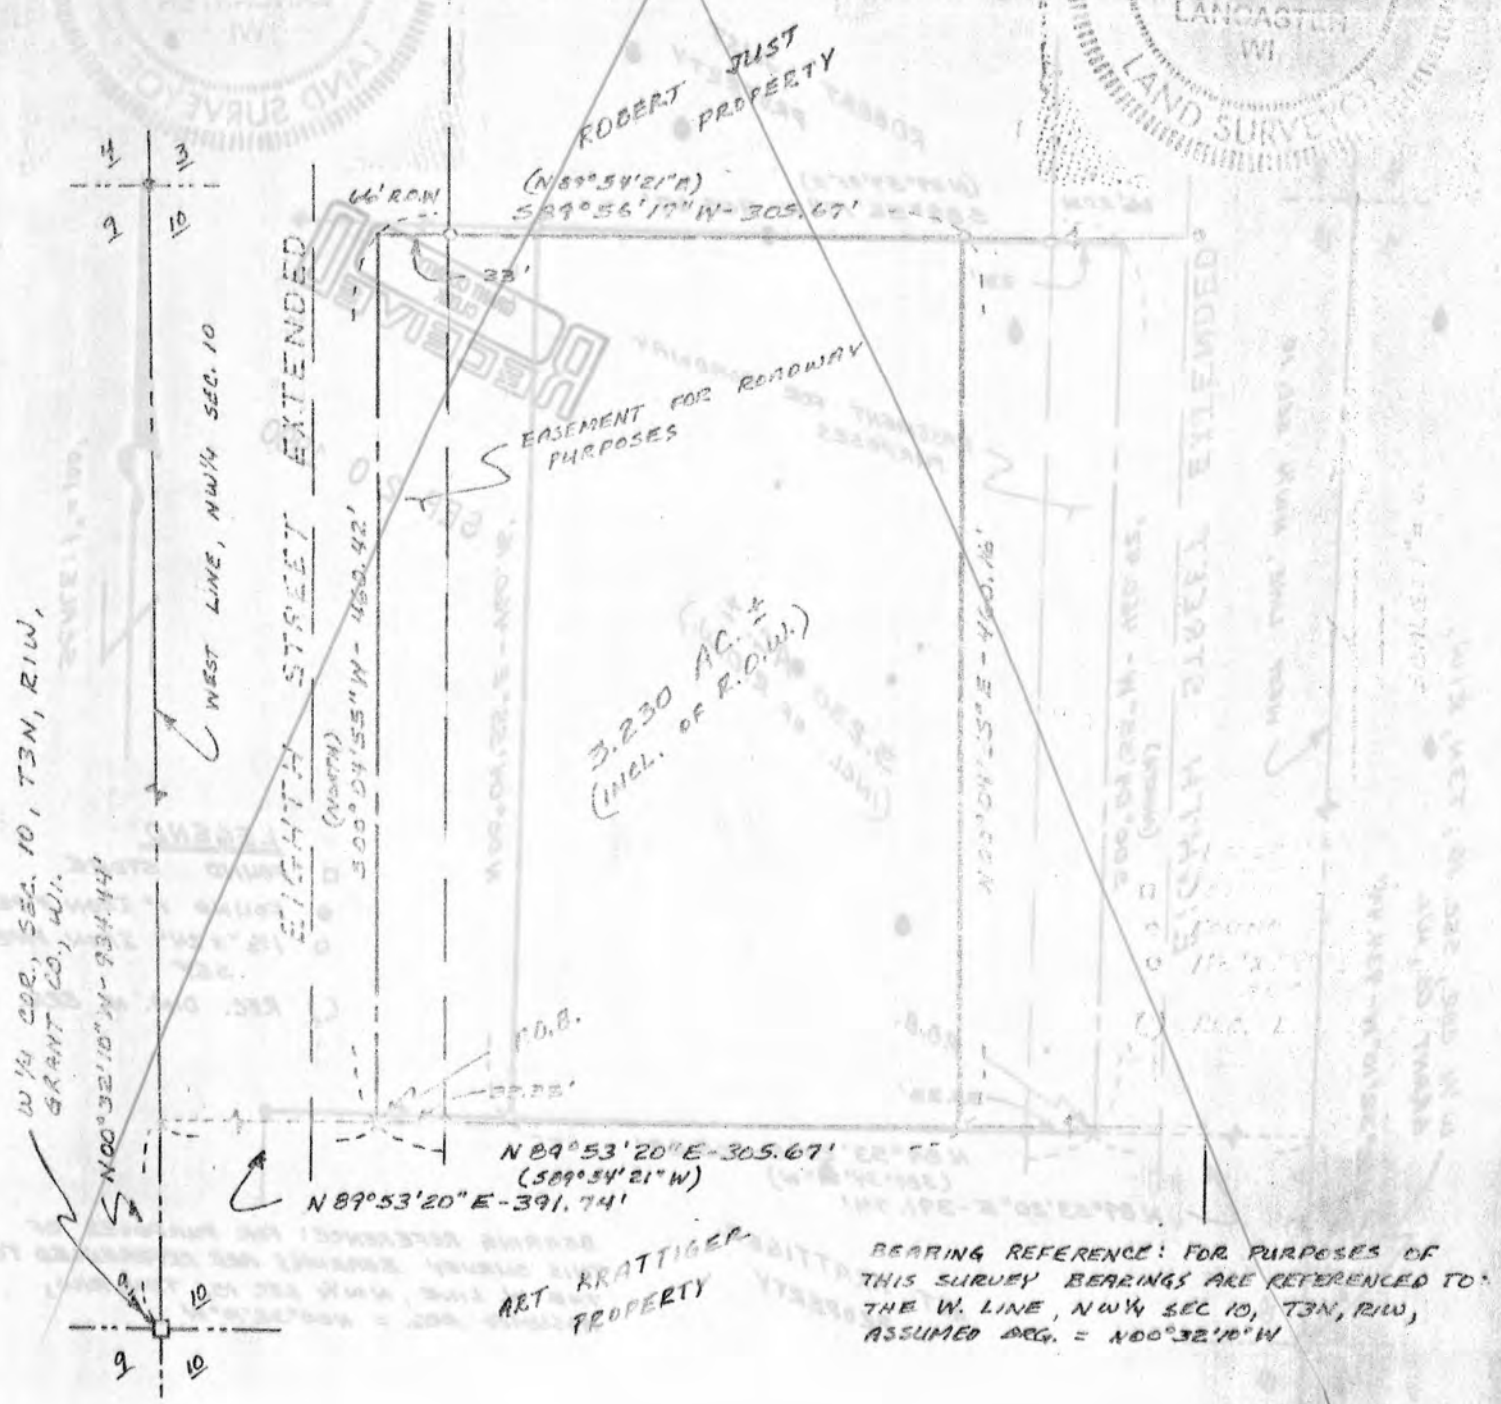 LANCASTER
WI
LAND SURVEYOR
ROBERT JUST
PROPERTY
4
3
9
10
66' R.O.W
(N89°54'21"E)
S89°56'17"W-305.67'
33'
WEST LINE, NW¼ SEC. 10
EIGHTH STREET EXTENDED
EASEMENT FOR ROADWAY
PURPOSES
S00°04'55"W-460.42'
(NORTH)
3.230 AC. ±
(INCL. OF R.O.W.)
W ¼ COR., SEC. 10, T3N, R1W,
GRANT CO., WI.
N00°32'10"W-934.44'
P.O.B.
33.33'
N89°53'20"E-305.67'
(S89°54'21"W)
N89°53'20"E-391.74'
ART KRATTIGER
PROPERTY
9
10
9
10
BEARING REFERENCE: FOR PURPOSES OF
THIS SURVEY BEARINGS ARE REFERENCED TO
THE W. LINE, NW¼ SEC 10, T3N, R1W,
ASSUMED BRG. = N00°32'10"W